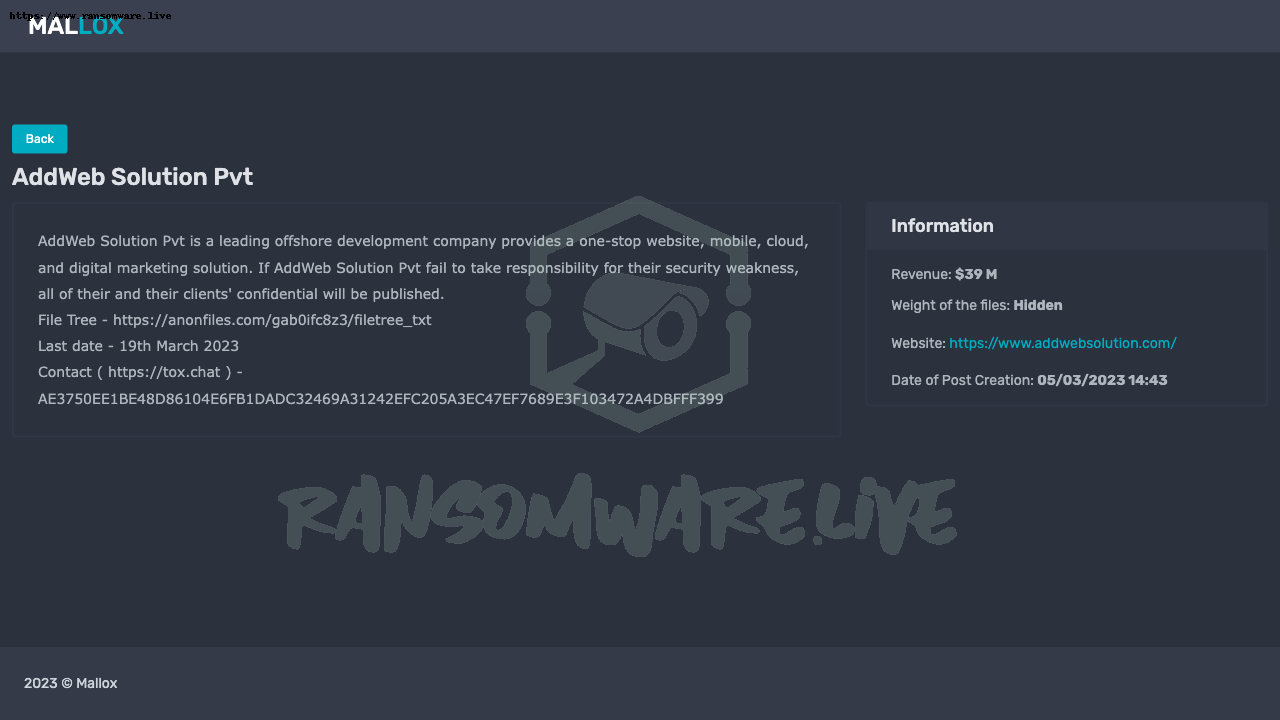 https://www.ransomware.live
MALLOX
Back
AddWeb Solution Pvt
AddWeb Solution Pvt is a leading offshore development company provides a one-stop website, mobile, cloud,
and digital marketing solution. If AddWeb Solution Pvt fail to take responsibility for their security weakness,
all of their and their clients' confidential will be published.
File Tree - https://anonfiles.com/gab0ifc8z3/filetree_txt
Last date - 19th March 2023
Contact ( https://tox.chat ) -
AE3750EE1BE48D86104E6FB1DADC32469A31242EFC205A3EC47EF7689E3F103472A4DBFFF399
Information
Revenue: $39 M
Weight of the files: Hidden
Website: https://www.addwebsolution.com/
Date of Post Creation: 05/03/2023 14:43
RANSOMWARE.LIVE
2023 © Mallox